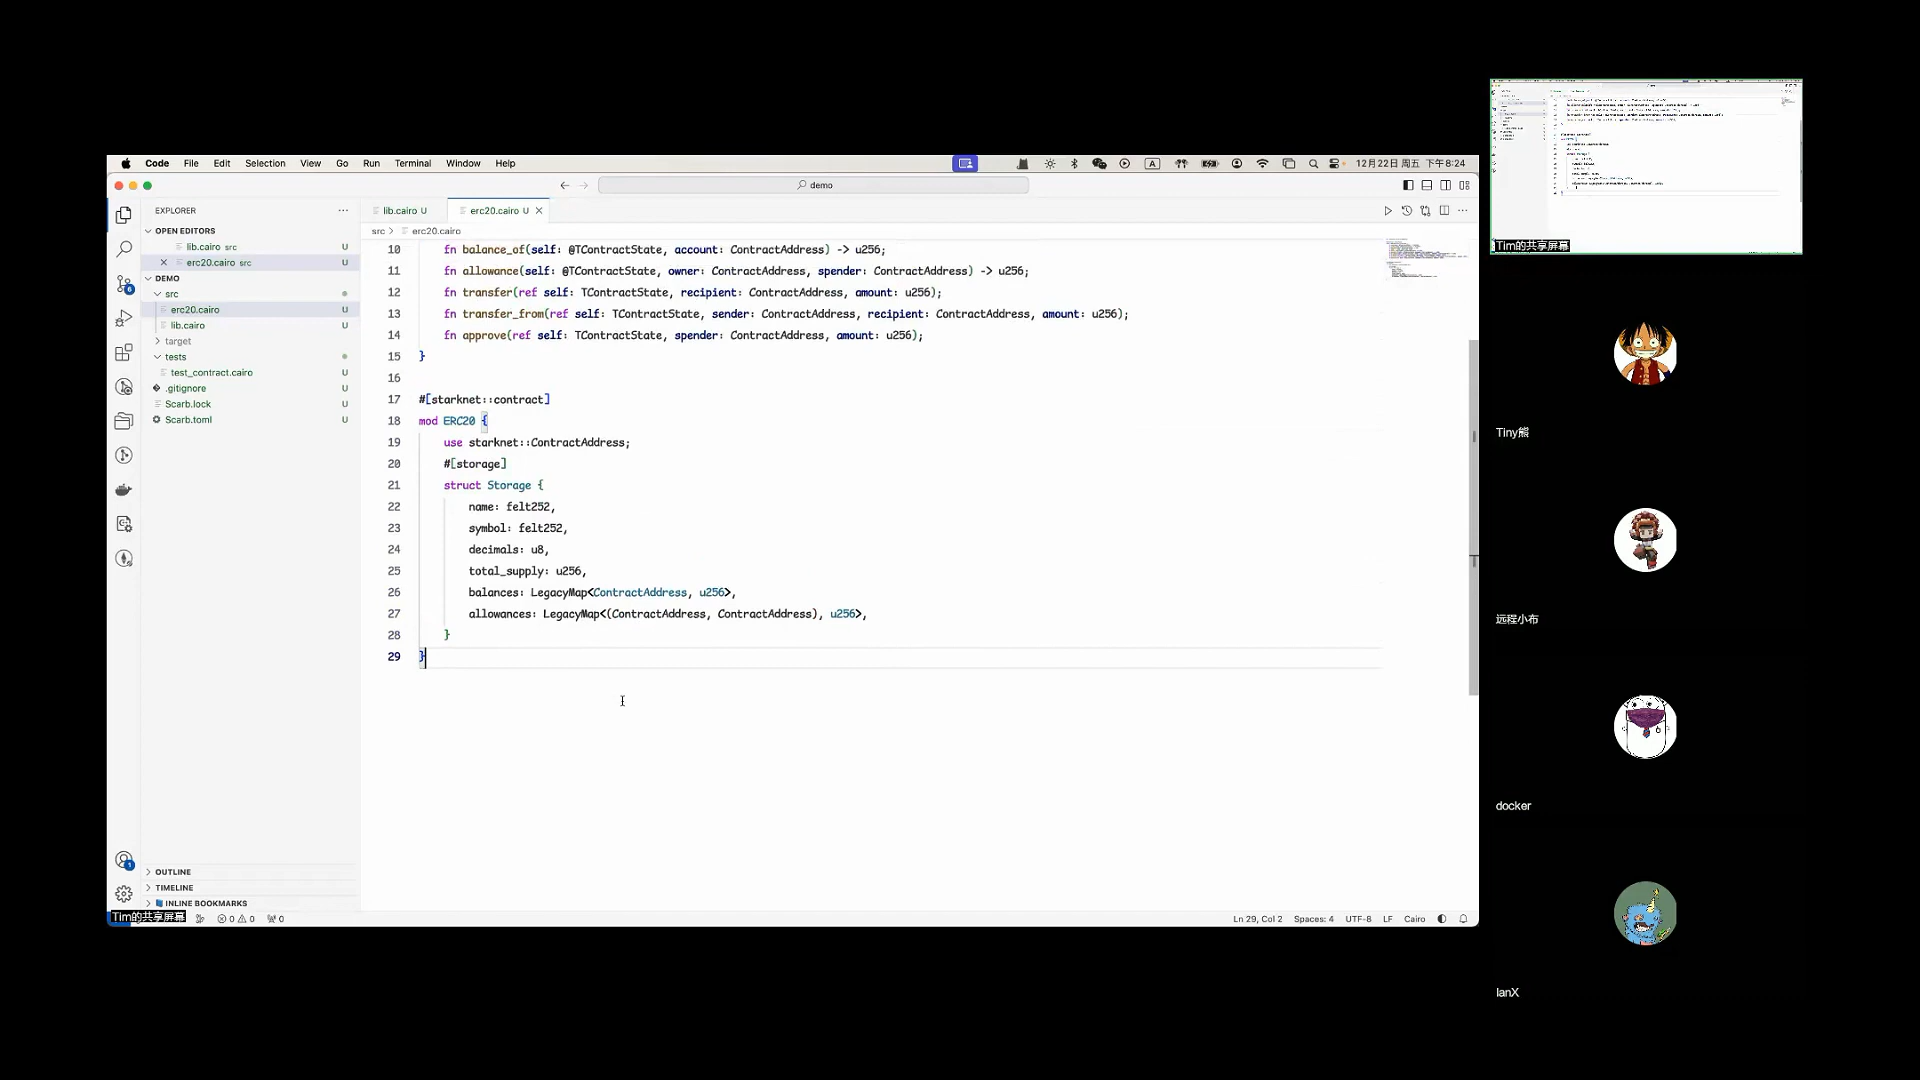 Code File Edit Selection View Go Run Terminal Window Help
A
12月22日 周五 下午8:24
demo
EXPLORER
lib.cairo U
erc20.cairo U
src > erc20.cairo
OPEN EDITORS
lib.cairo src U
erc20.cairo src U
DEMO
src
erc20.cairo U
lib.cairo U
target
tests
test_contract.cairo U
.gitignore U
Scarb.lock U
Scarb.toml U
6
1
10 fn balance_of(self: @TContractState, account: ContractAddress) -> u256;
11 fn allowance(self: @TContractState, owner: ContractAddress, spender: ContractAddress) -> u256;
12 fn transfer(ref self: TContractState, recipient: ContractAddress, amount: u256);
13 fn transfer_from(ref self: TContractState, sender: ContractAddress, recipient: ContractAddress, amount: u256);
14 fn approve(ref self: TContractState, spender: ContractAddress, amount: u256);
15 }
16
17 #[starknet::contract]
18 mod ERC20 {
19 use starknet::ContractAddress;
20 #[storage]
21 struct Storage {
22 name: felt252,
23 symbol: felt252,
24 decimals: u8,
25 total_supply: u256,
26 balances: LegacyMap<ContractAddress, u256>,
27 allowances: LegacyMap<(ContractAddress, ContractAddress), u256>,
28 }
29 }
OUTLINE
TIMELINE
INLINE BOOKMARKS
Tim的共享屏幕
0 0 0
Ln 29, Col 2 Spaces: 4 UTF-8 LF Cairo
Tim的共享屏幕
Tiny熊
远程小布
docker
IanX